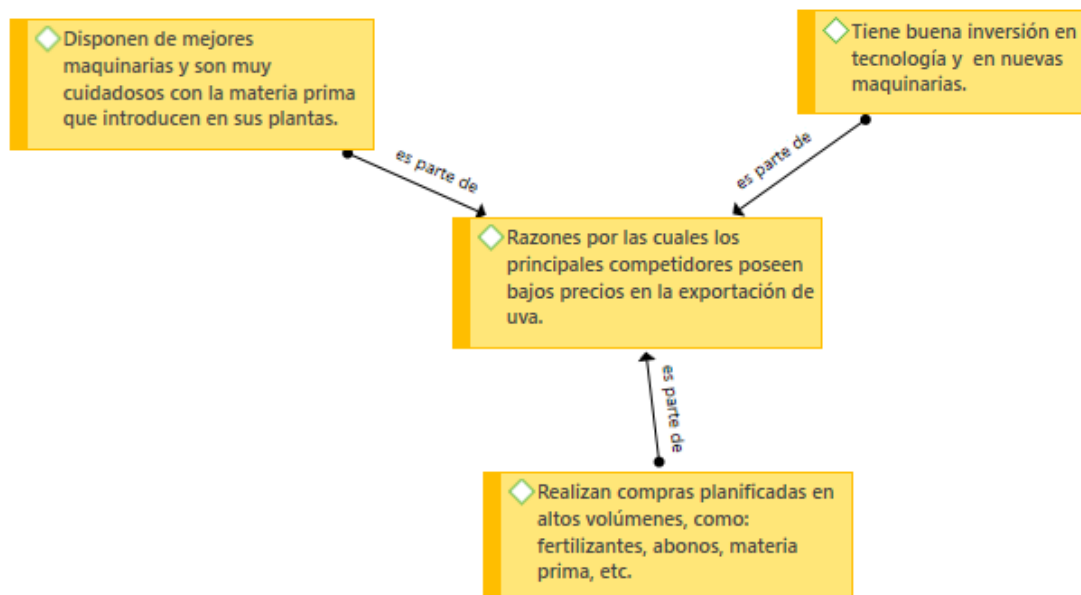 Disponen de mejores
maquinarias y son muy
cuidadosos con la materia prima
que introducen en sus plantas.
Tiene buena inversión en
tecnología y en nuevas
maquinarias.
es parte de
es parte de
Razones por las cuales los
principales competidores poseen
bajos precios en la exportación de
uva.
es parte de
Realizan compras planificadas en
altos volúmenes, como:
fertilizantes, abonos, materia
prima, etc.